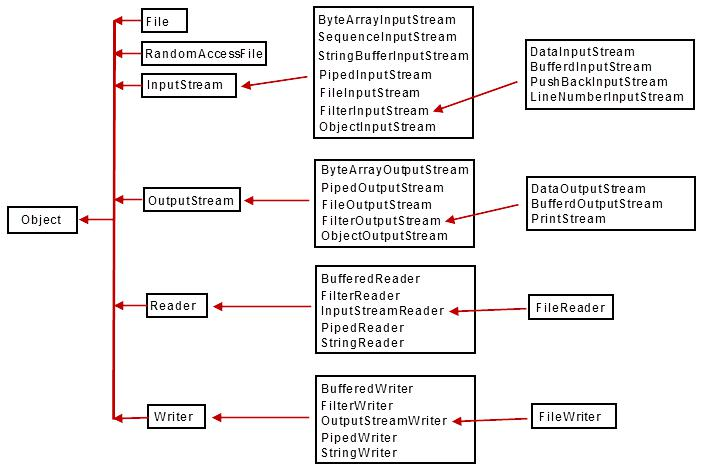 File
RandomAccessFile
InputStream
ByteArrayInputStream
SequenceInputStream
StringBufferInputStream
PipedInputStream
FileInputStream
FilterInputStream
ObjectInputStream
DataInputStream
BufferdInputStream
PushBackInputStream
LineNumberInputStream
Object
OutputStream
ByteArrayOutputStream
PipedOutputStream
FileOutputStream
FilterOutputStream
ObjectOutputStream
DataOutputStream
BufferdOutputStream
PrintStream
Reader
BufferedReader
FilterReader
InputStreamReader
PipedReader
StringReader
FileReader
Writer
BufferedWriter
FilterWriter
OutputStreamWriter
PipedWriter
StringWriter
FileWriter